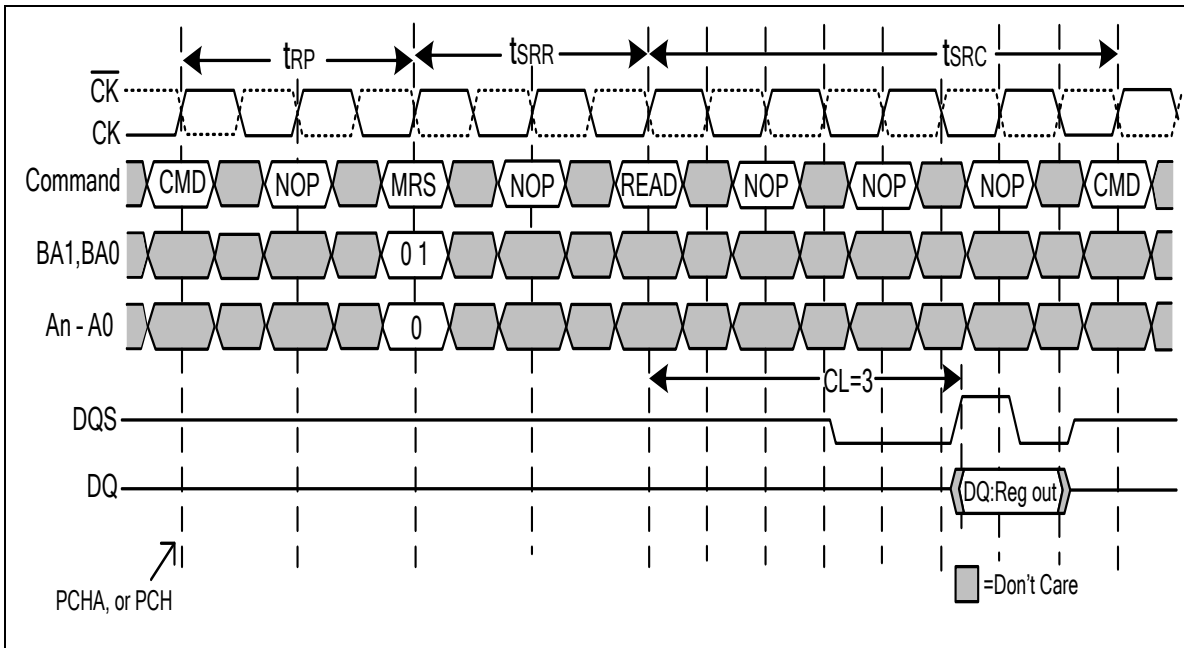 tRP tSRR tSRC
CK
CK
Command CMD NOP MRS NOP READ NOP NOP NOP CMD
BA1,BA0 0 1
An - A0 0
CL=3
DQS
DQ DQ:Reg out
PCHA, or PCH
=Don't Care